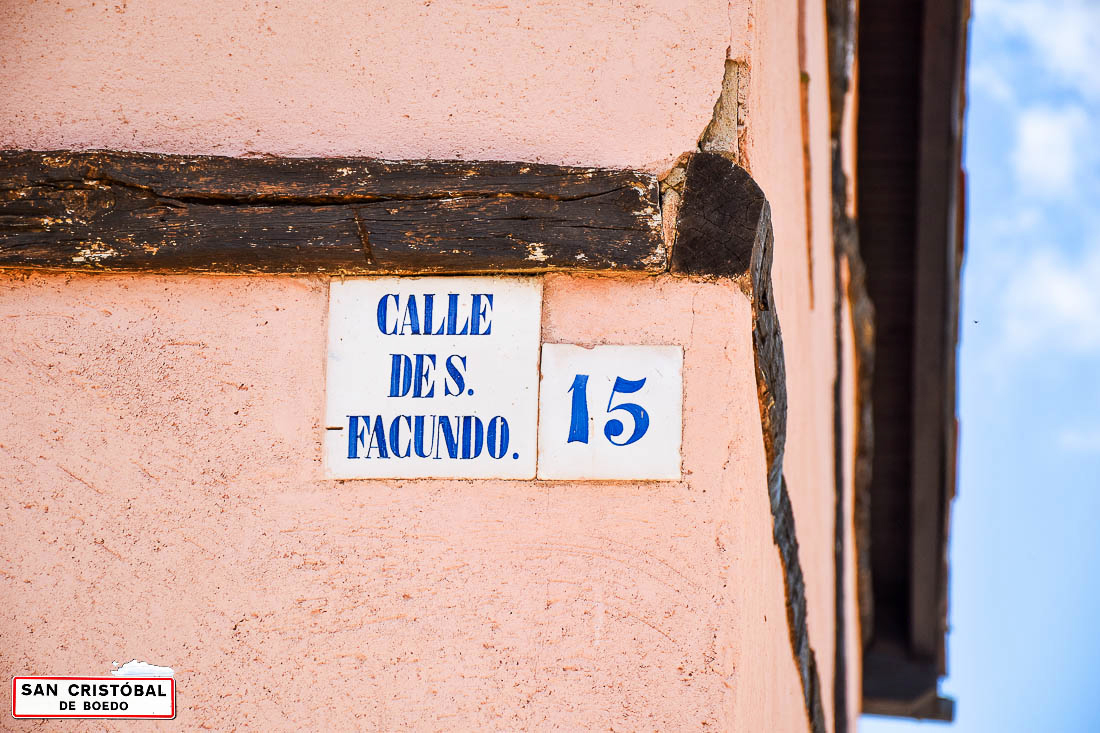 CALLE
DE S.
FACUNDO.
15
SAN CRISTÓBAL
DE BOEDO